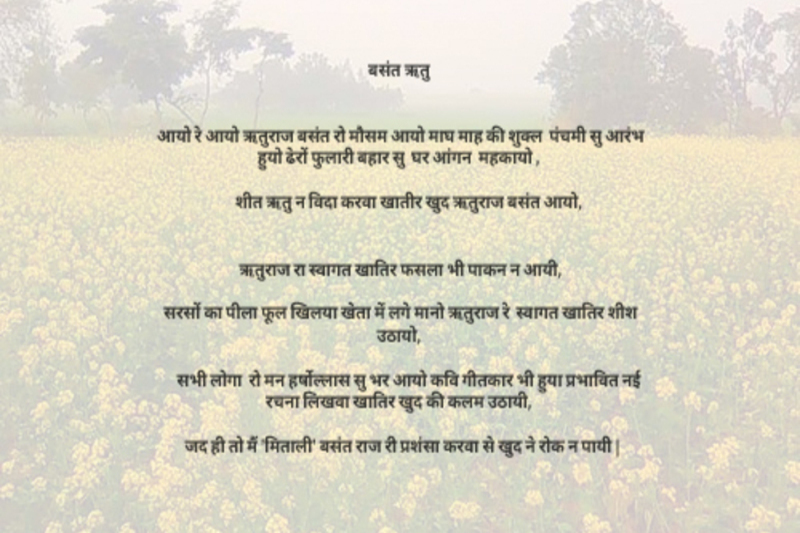 बसंत ऋतु
आयो रे आयो ऋतुराज बसंत रो मौसम आयो माघ माह की शुक्ल पंचमी सु आरंभ
हुयो ढेरों फुलारी बहार सु घर आंगन महकायो ,
शीत ऋतु न विदा करवा खातीर खुद ऋतुराज बसंत आयो,
ऋतुराज रा स्वागत खातिर फसला भी पाकन न आयी,
सरसों का पीला फूल खिलया खेता में लगे मानो ऋतुराज रे स्वागत खातिर शीश
उठायो,
सभी लोगा रो मन हर्षोल्लास सु भर आयो कवि गीतकार भी हुया प्रभावित नई
रचना लिखवा खातिर खुद की कलम उठायी,
जद ही तो मैं 'मिताली' बसंत राज री प्रशंसा करवा से खुद ने रोक न पायी |